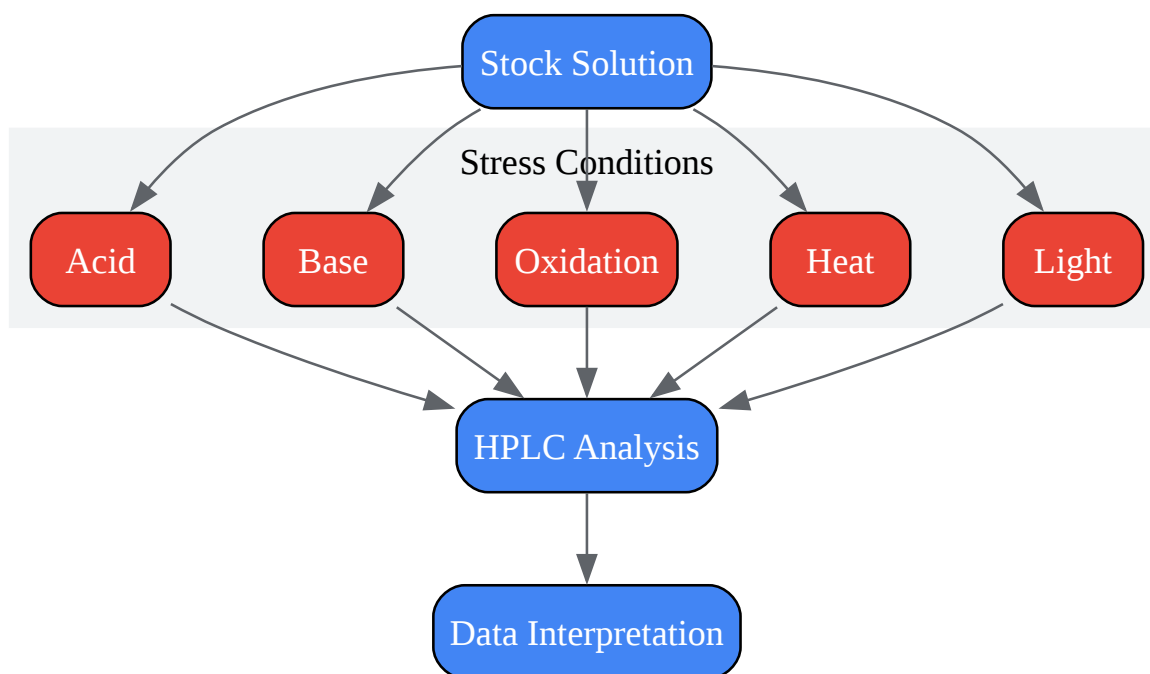 Stock Solution
Stress Conditions
Acid
Base
Oxidation
Heat
Light
HPLC Analysis
Data Interpretation